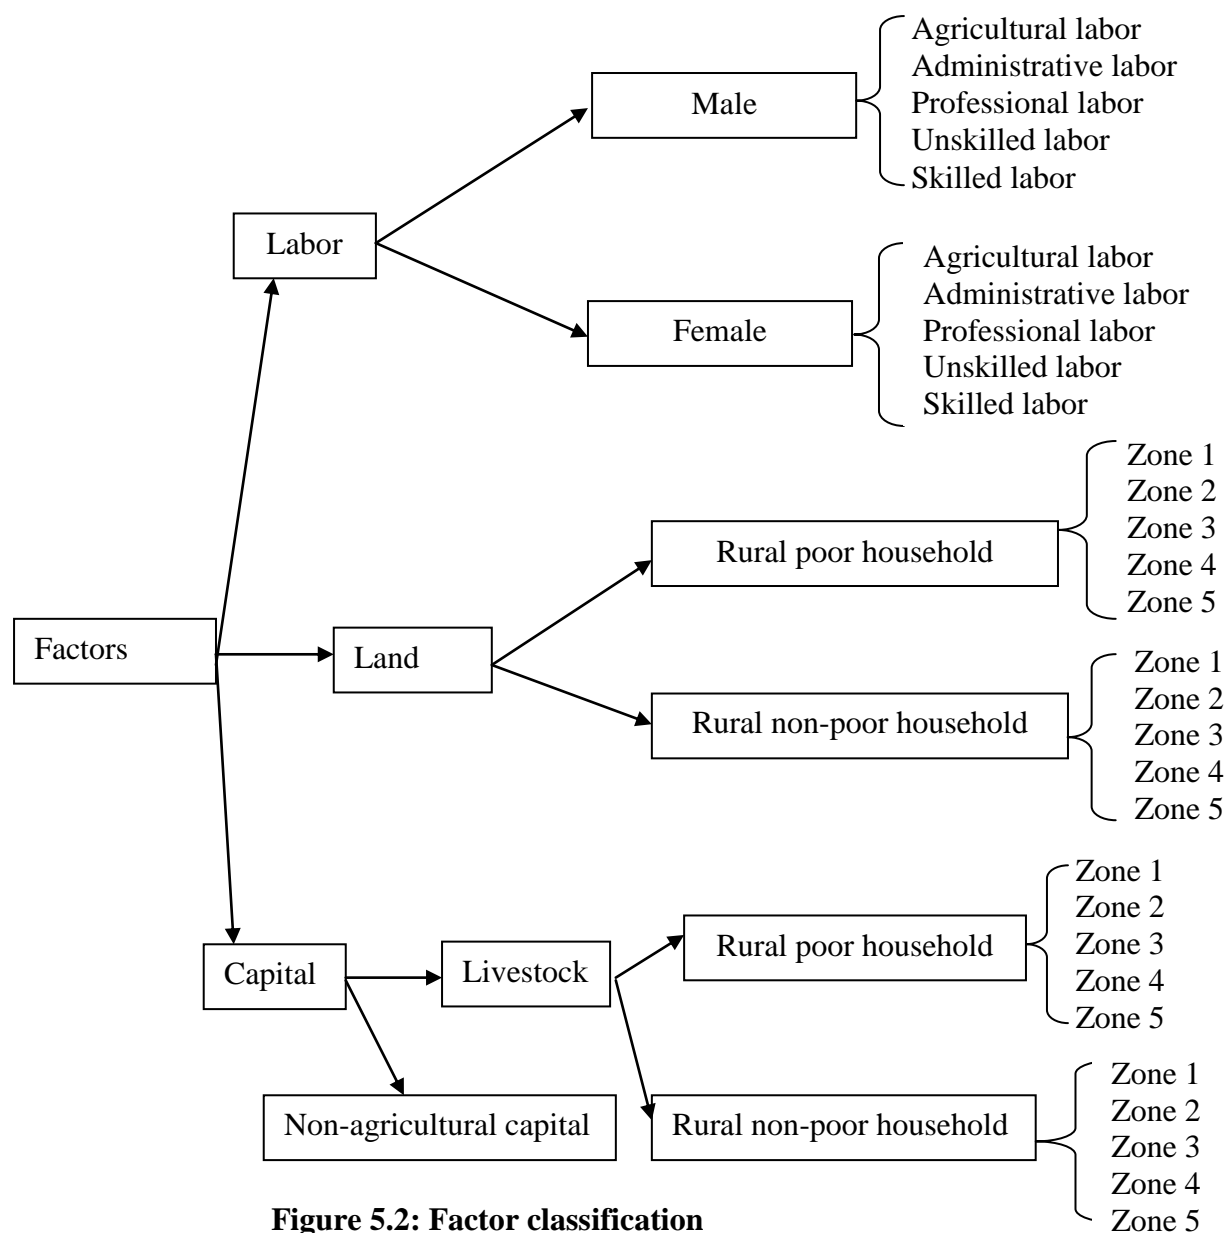 Agricultural labor
Administrative labor
Male
Professional labor
Unskilled labor
Skilled labor
Labor
Agricultural labor
Administrative labor
Female
Professional labor
Unskilled labor
Skilled labor
Zone 1
Zone 2
Rural poor household
Zone 3
Zone 4
Zone 5
Factors
Land
Zone 1
Zone 2
Rural non-poor household
Zone 3
Zone 4
Zone 5
Zone 1
Zone 2
Rural poor household
Zone 3
Capital
Livestock
Zone 4
Zone 5
Zone 1
Zone 2
Non-agricultural capital
Rural non-poor household
Zone 3
Zone 4
Zone 5
Figure 5.2: Factor classification